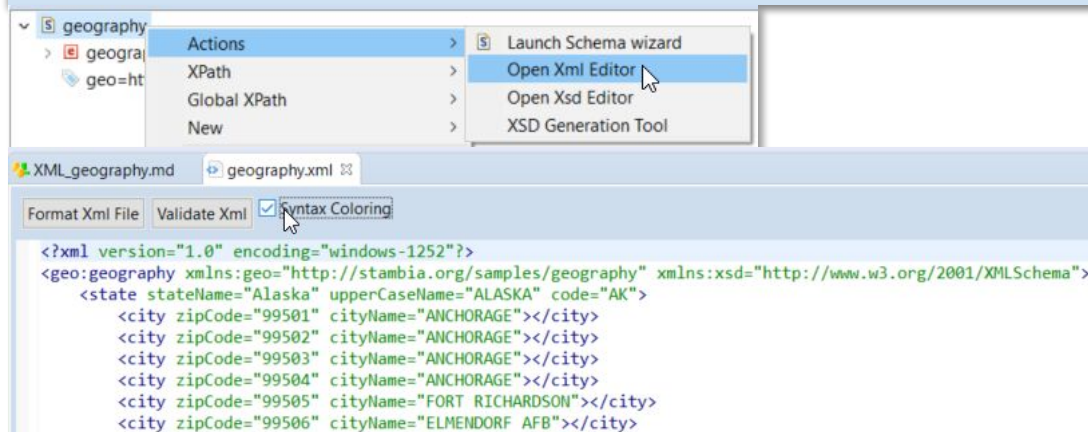 geography
Actions
Launch Schema wizard
XPath
Open Xml Editor
geo=ht
Global XPath
Open Xsd Editor
New
XSD Generation Tool
XML_geography.md
geography.xml
Format Xml File
Validate Xml
Syntax Coloring
<?xml version="1.0" encoding="windows-1252"?>
<geo:geography xmlns:geo="http://stambia.org/samples/geography" xmlns:xsd="http://www.w3.org/2001/XMLSchema">
<state stateName="Alaska" upperCaseName="ALASKA" code="AK">
<city zipCode="99501" cityName="ANCHORAGE"></city>
<city zipCode="99502" cityName="ANCHORAGE"></city>
<city zipCode="99503" cityName="ANCHORAGE"></city>
<city zipCode="99504" cityName="ANCHORAGE"></city>
<city zipCode="99505" cityName="FORT RICHARDSON"></city>
<city zipCode="99506" cityName="ELMENDORF AFB"></city>